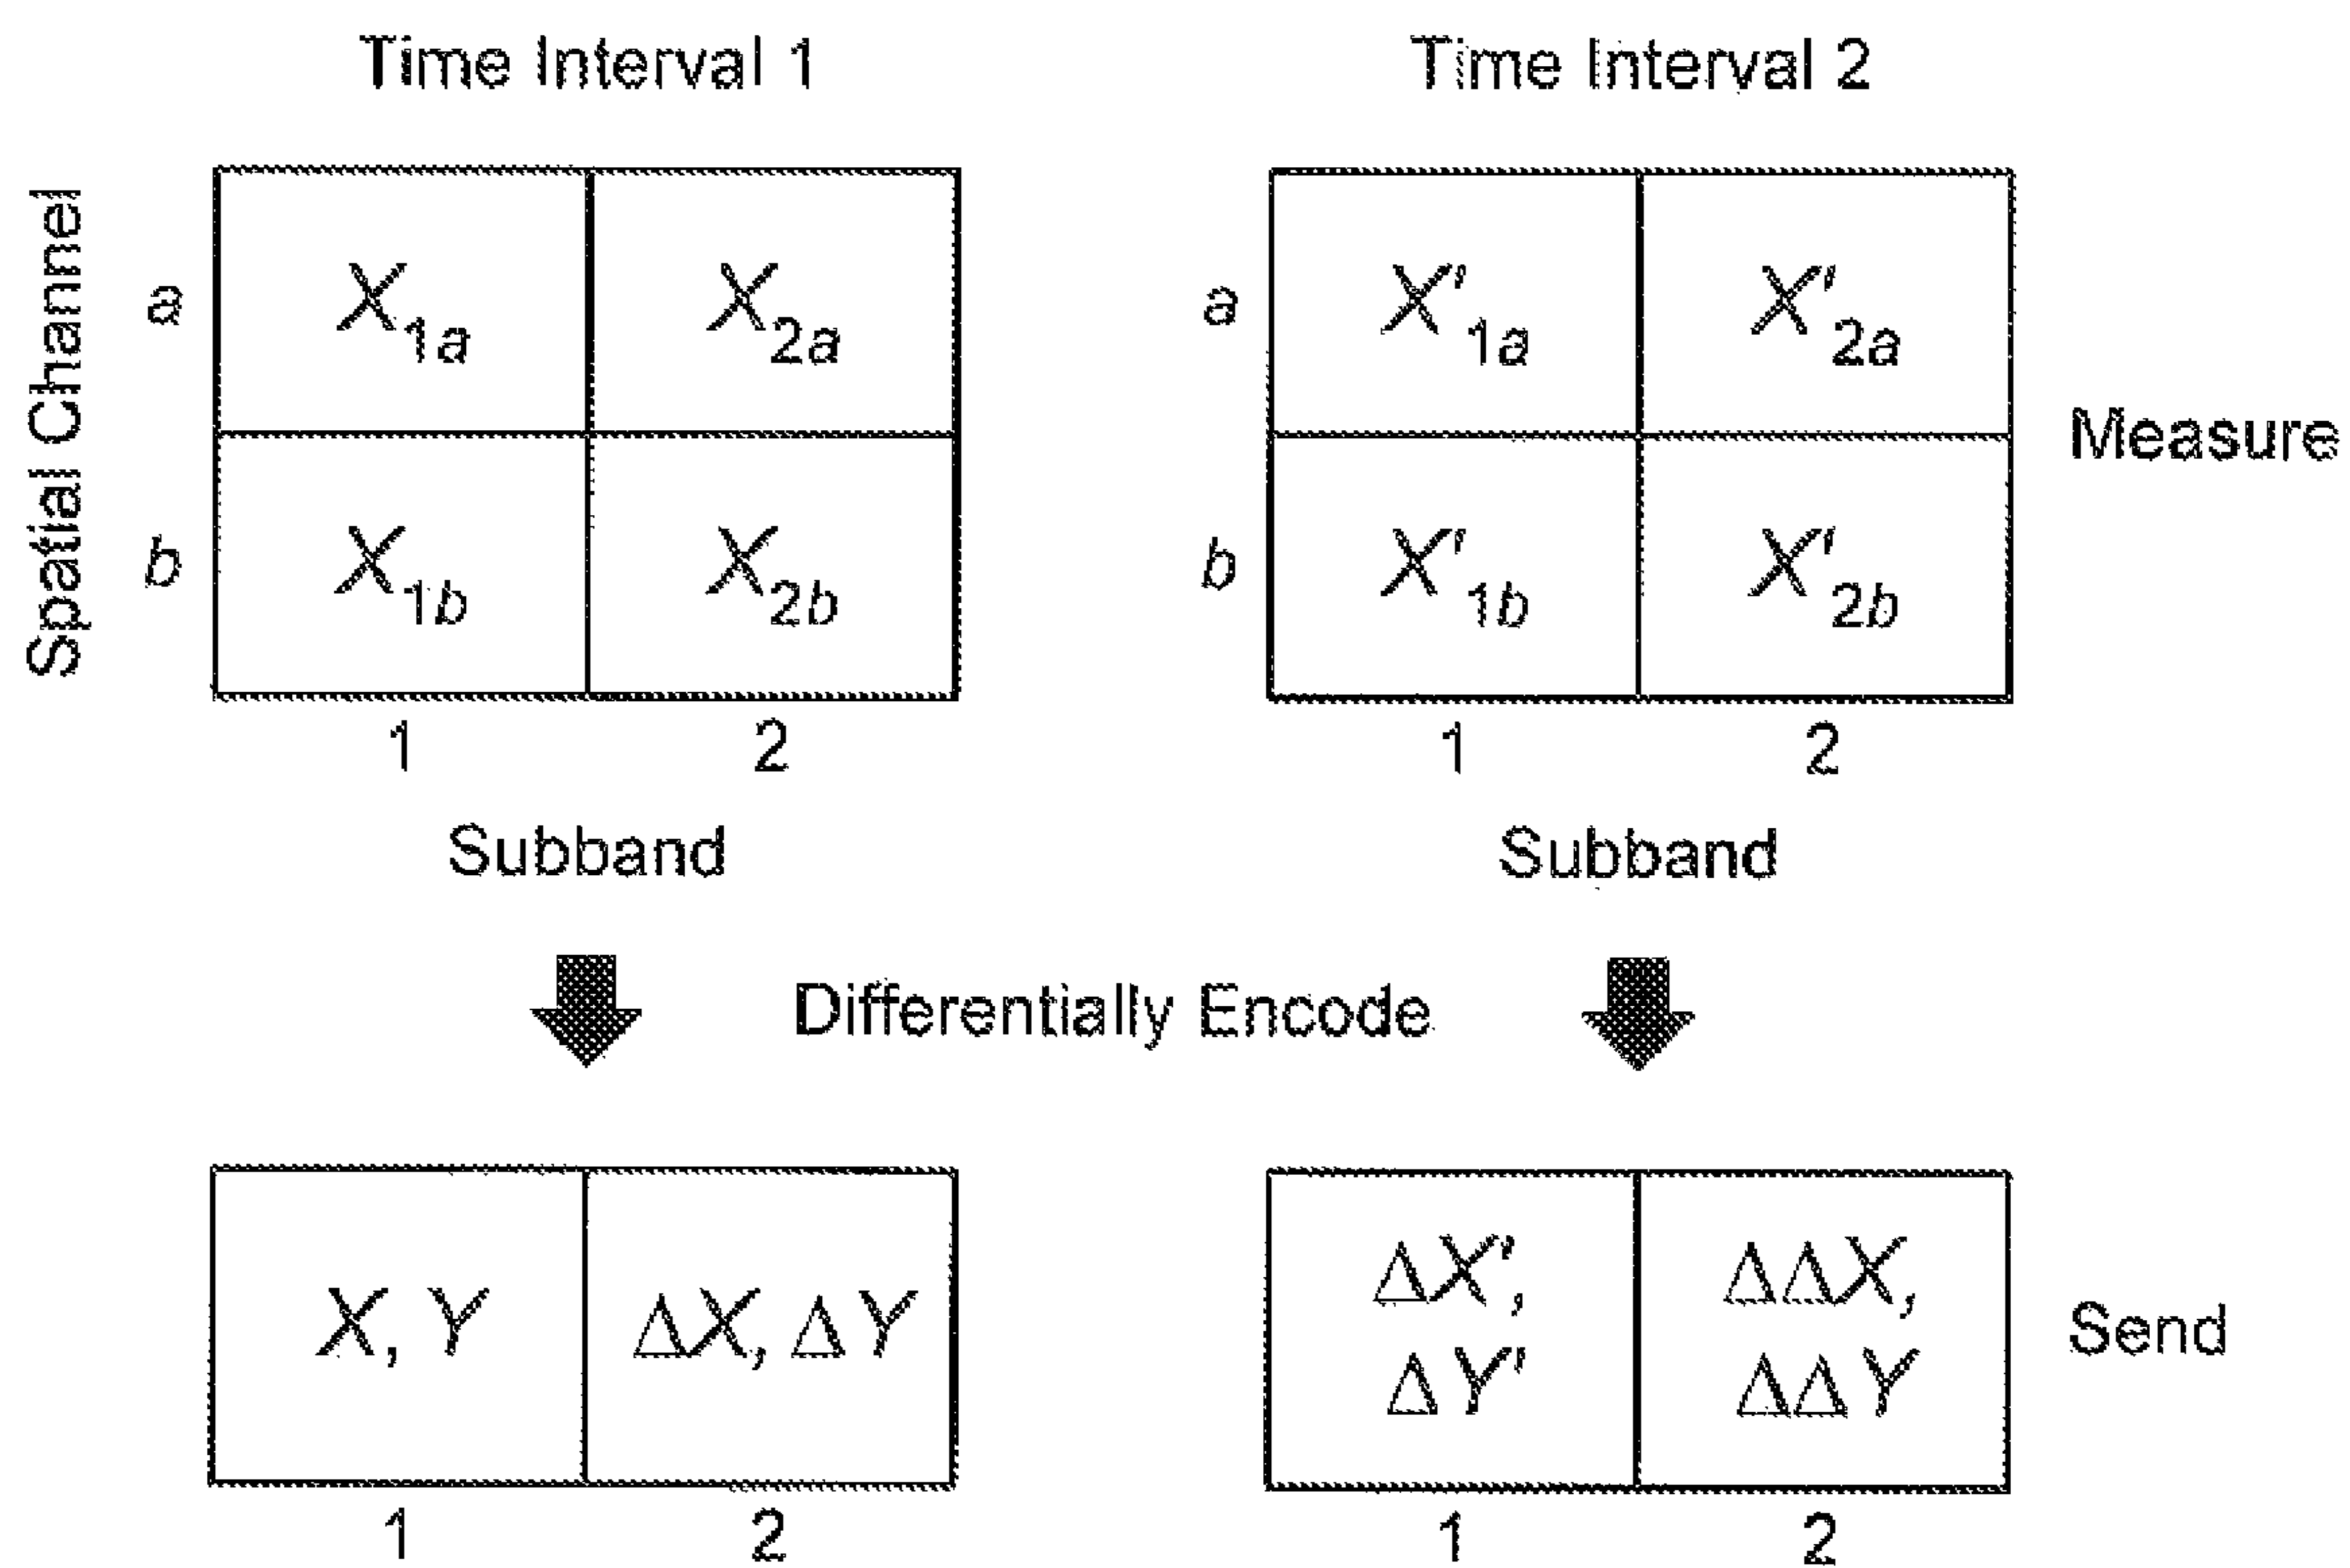 Time Interval 1
Time Interval 2
Spatial Channel
a
X1a
X2a
a
X'1a
X'2a
Measure
b
X1b
X2b
b
X'1b
X'2b
1
2
1
2
Subband
Subband
Differentially Encode
X, Y
ΔX, ΔY
ΔX',
ΔY'
ΔΔX,
ΔΔY
Send
1
2
1
2